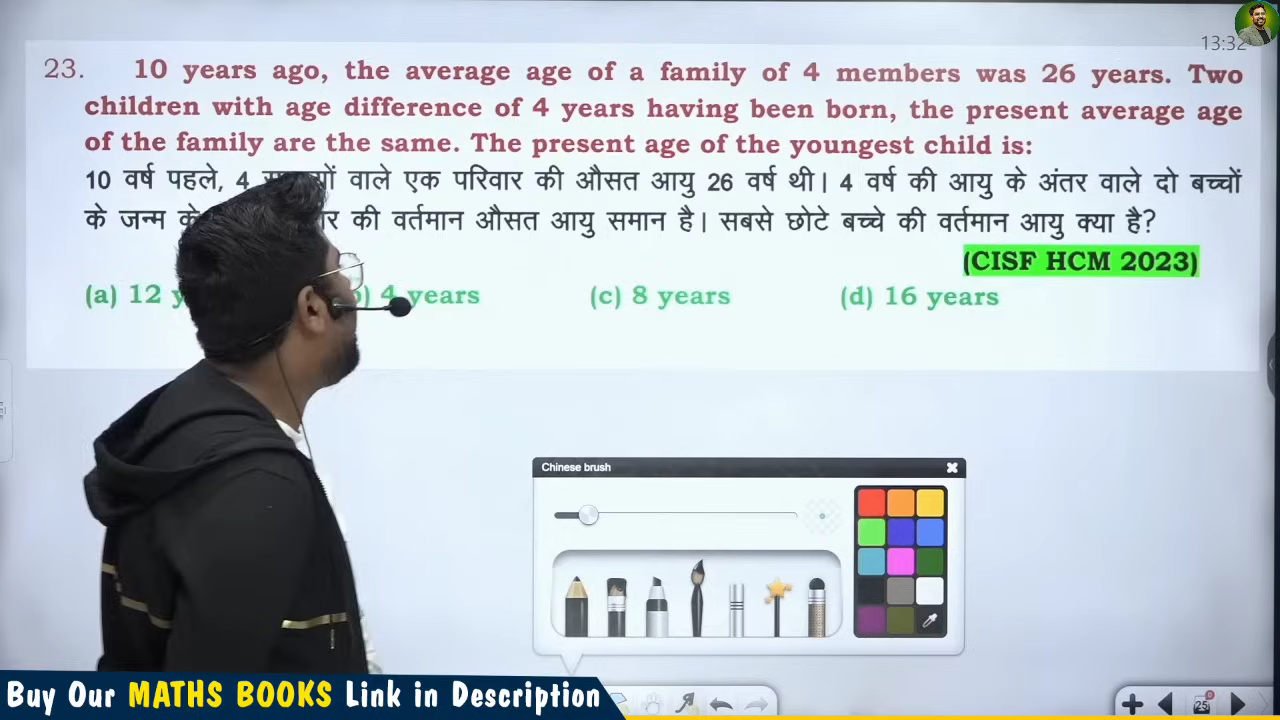 13:32
23. 10 years ago, the average age of a family of 4 members was 26 years. Two
children with age difference of 4 years having been born, the present average age
of the family are the same. The present age of the youngest child is:
10 वर्ष पहले, 4 वाले एक परिवार की औसत आयु 26 वर्ष थी। 4 वर्ष की आयु के अंतर वाले दो बच्चों
के जन्म की वर्तमान औसत आयु समान है। सबसे छोटे बच्चे की वर्तमान आयु क्या है?
(CISF HCM 2023)
(a) 12 4 years (c) 8 years (d) 16 years
Chinese brush
Buy Our MATHS BOOKS Link in Description
25